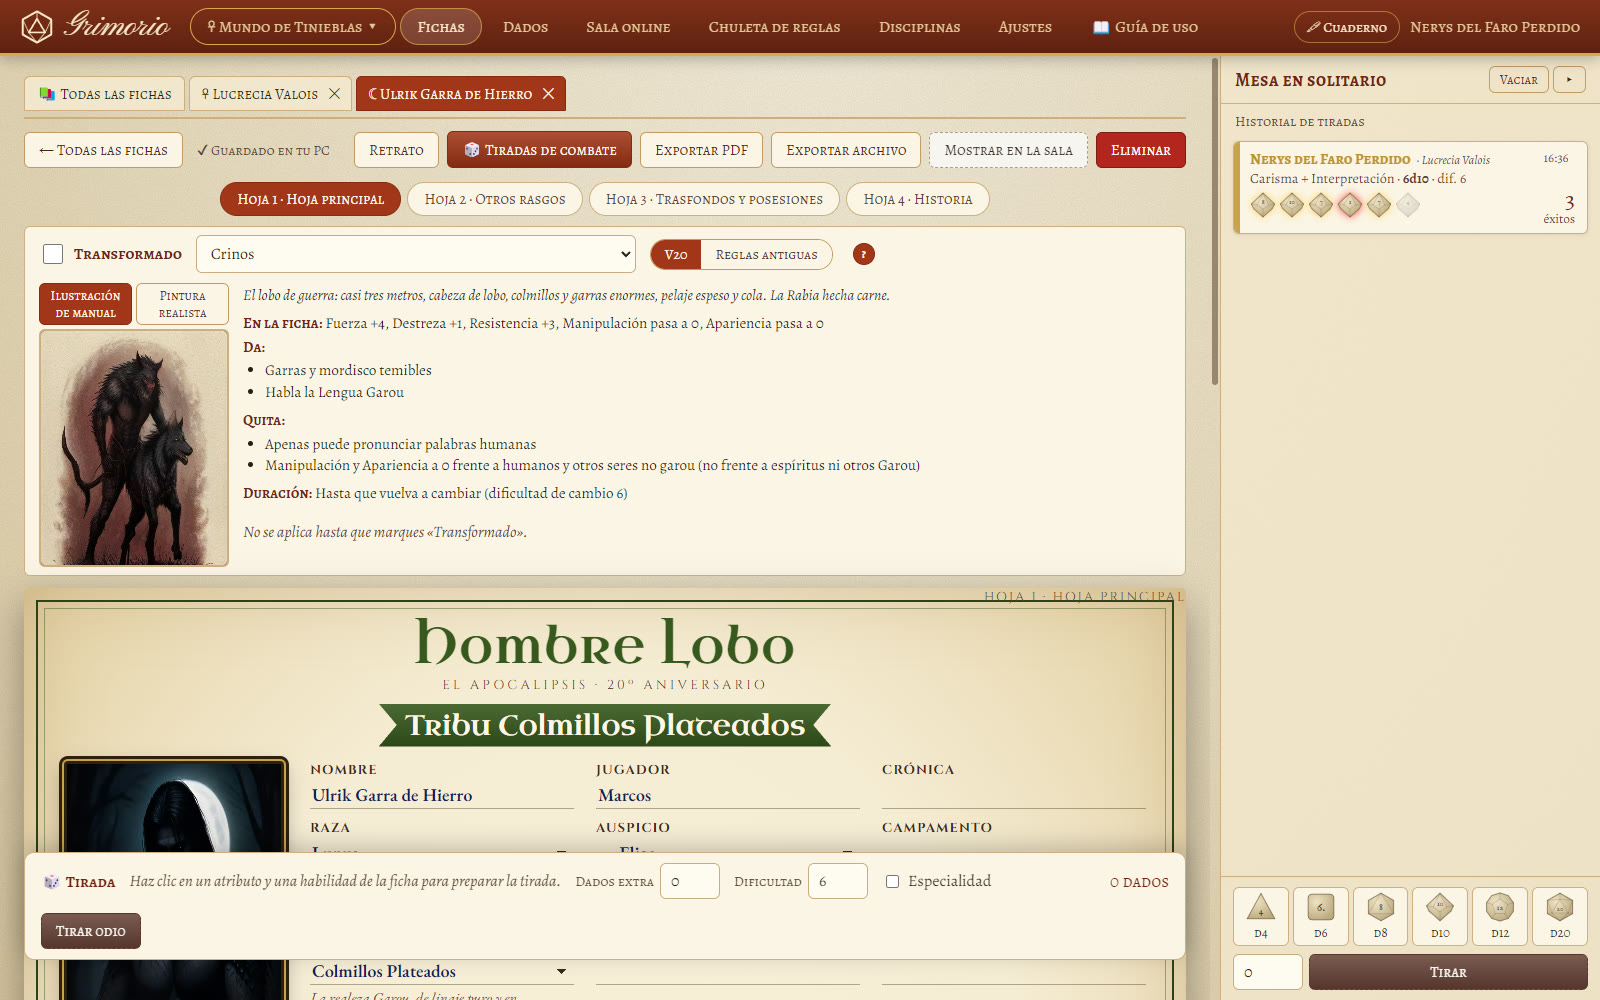 Grimorio
Mundo de Tinieblas
Fichas
Dados
Sala online
Chuleta de reglas
Disciplinas
Ajustes
Guía de uso
Cuaderno
Nerys del Faro Perdido
Todas las fichas
Lucrecia Valois
Ulrik Garra de Hierro
← Todas las fichas
✓ Guardado en tu PC
Retrato
Tiradas de combate
Exportar PDF
Exportar archivo
Mostrar en la sala
Eliminar
Hoja 1 · Hoja principal
Hoja 2 · Otros rasgos
Hoja 3 · Trasfondos y posesiones
Hoja 4 · Historia
Transformado
Crinos
V20
Reglas antiguas
?
Ilustración de manual
Pintura realista
El lobo de guerra: casi tres metros, cabeza de lobo, colmillos y garras enormes, pelaje espeso y cola. La Rabia hecha carne.
En la ficha: Fuerza +4, Destreza +1, Resistencia +3, Manipulación pasa a 0, Apariencia pasa a 0
Da:
• Garras y mordisco temibles
• Habla la Lengua Garou
Quita:
• Apenas puede pronunciar palabras humanas
• Manipulación y Apariencia a 0 frente a humanos y otros seres no garou (no frente a espíritus ni otros Garou)
Duración: Hasta que vuelva a cambiar (dificultad de cambio 6)
No se aplica hasta que marques «Transformado».
HOJA 1 · HOJA PRINCIPAL
Hombre Lobo
EL APOCALIPSIS · 20º ANIVERSARIO
Tribu Colmillos Plateados
NOMBRE
Ulrik Garra de Hierro
JUGADOR
Marcos
CRÓNICA
RAZA
AUSPICIO
CAMPAMENTO
Tirada
Haz clic en un atributo y una habilidad de la ficha para preparar la tirada.
Dados extra
0
Dificultad
6
Especialidad
0 dados
Tirar odio
Colmillos Plateados
La realeza Garou, de linaje puro y en
Mesa en solitario
Vaciar
Historial de tiradas
Nerys del Faro Perdido · Lucrecia Valois
16:36
Carisma + Interpretación · 6d10 · dif. 6
3
éxitos
D4
D6
D8
D10
D12
D20
0
Tirar